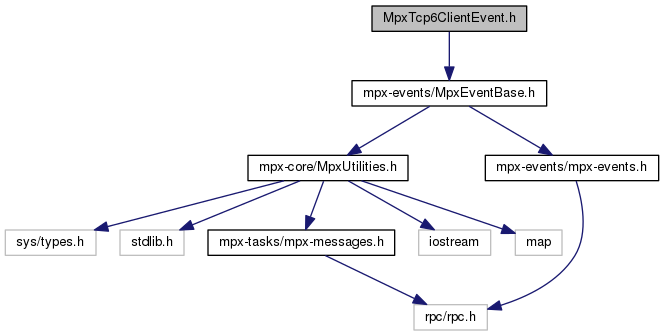 MpxTcp6ClientEvent.h
mpx-events/MpxEventBase.h
mpx-core/MpxUtilities.h
mpx-events/mpx-events.h
sys/types.h
stdlib.h
mpx-tasks/mpx-messages.h
iostream
map
rpc/rpc.h